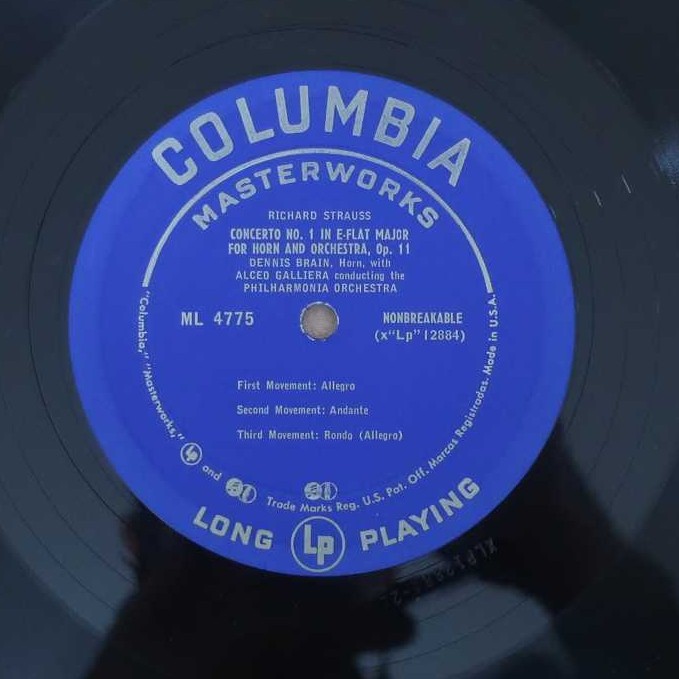 COLUMBIA
MASTERWORKS
RICHARD STRAUSS
CONCERTO NO. 1 IN E-FLAT MAJOR
FOR HORN AND ORCHESTRA, Op. 11
DENNIS BRAIN, Horn, with
ALCEO GALLIERA conducting the
PHILHARMONIA ORCHESTRA
ML 4775
NONBREAKABLE
(x"Lp"12884)
First Movement: Allegro
Second Movement: Andante
Third Movement: Rondo (Allegro)
"Columbia," "Masterworks," Lp and Trade Marks Reg. U.S. Pat. Off. Marcas Registradas. Made in U.S.A.
LONG Lp PLAYING